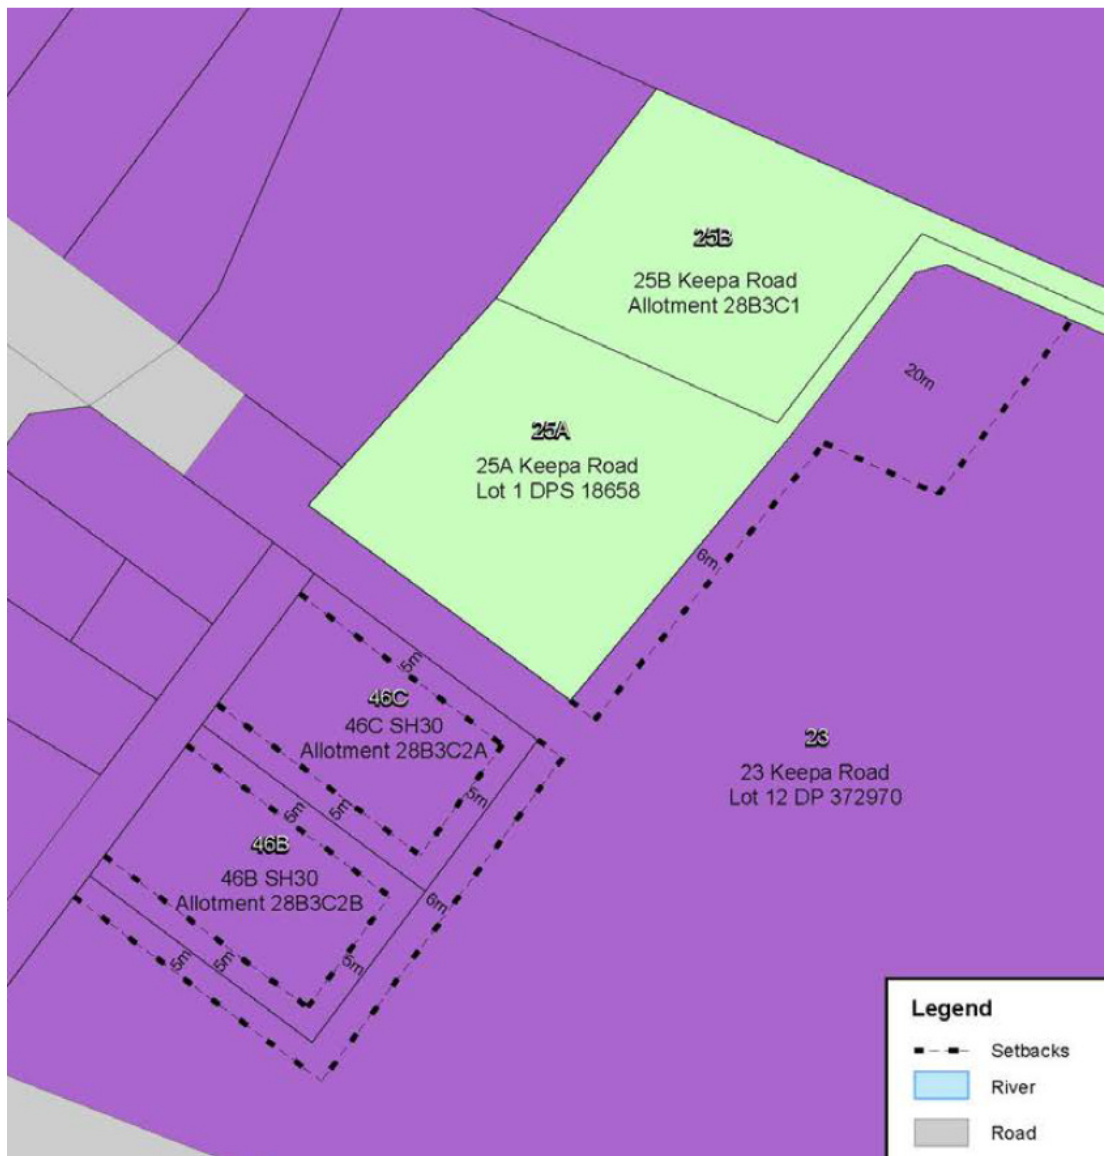 25B
25B Keepa Road
Allotment 28B3C1
20m
25A
25A Keepa Road
Lot 1 DPS 18658
6m
5m
46C
46C SH30
Allotment 28B3C2A
23
23 Keepa Road
Lot 12 DP 372970
5m
5m
5m
46B
46B SH30
Allotment 28B3C2B
6m
5m
5m
5m
Legend
Setbacks
River
Road